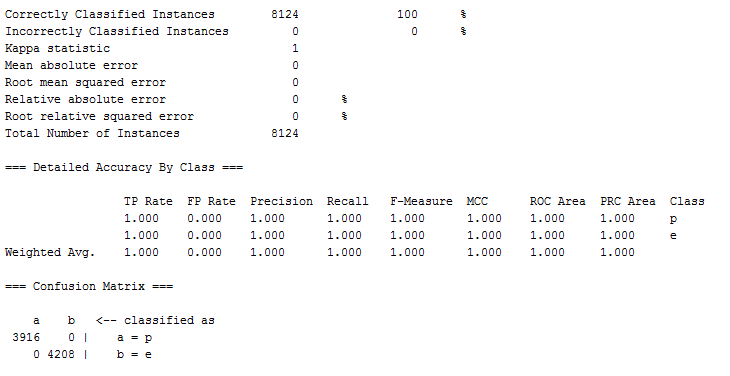 Correctly Classified Instances        8124              100      %
Incorrectly Classified Instances         0                0      %
Kappa statistic                          1
Mean absolute error                      0
Root mean squared error                  0
Relative absolute error                  0      %
Root relative squared error              0      %
Total Number of Instances             8124
=== Detailed Accuracy By Class ===
                 TP Rate  FP Rate  Precision  Recall   F-Measure  MCC      ROC Area  PRC Area  Class
                 1.000    0.000    1.000      1.000    1.000      1.000    1.000     1.000     p
                 1.000    0.000    1.000      1.000    1.000      1.000    1.000     1.000     e
Weighted Avg.    1.000    0.000    1.000      1.000    1.000      1.000    1.000     1.000
=== Confusion Matrix ===
    a    b   <-- classified as
 3916    0 |    a = p
    0 4208 |    b = e